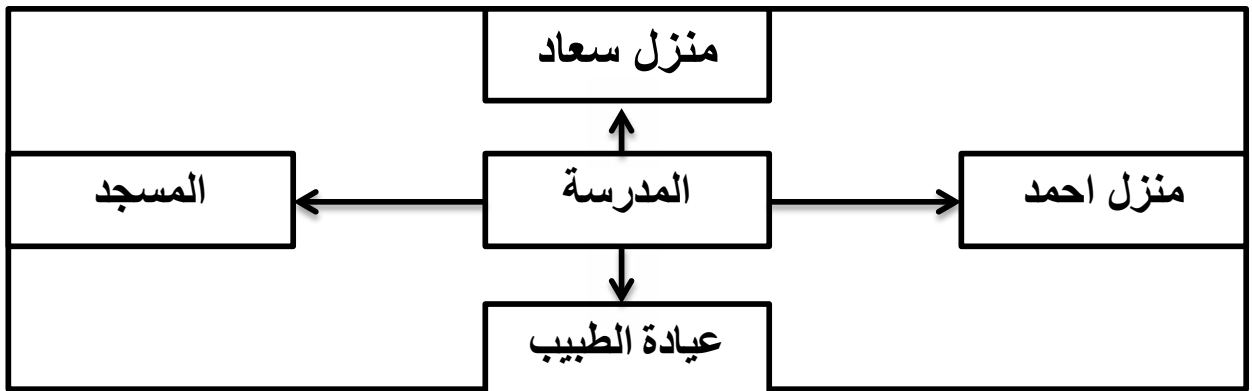 منزل سعاد
منزل احمد
المدرسة
المسجد
عيادة الطبيب